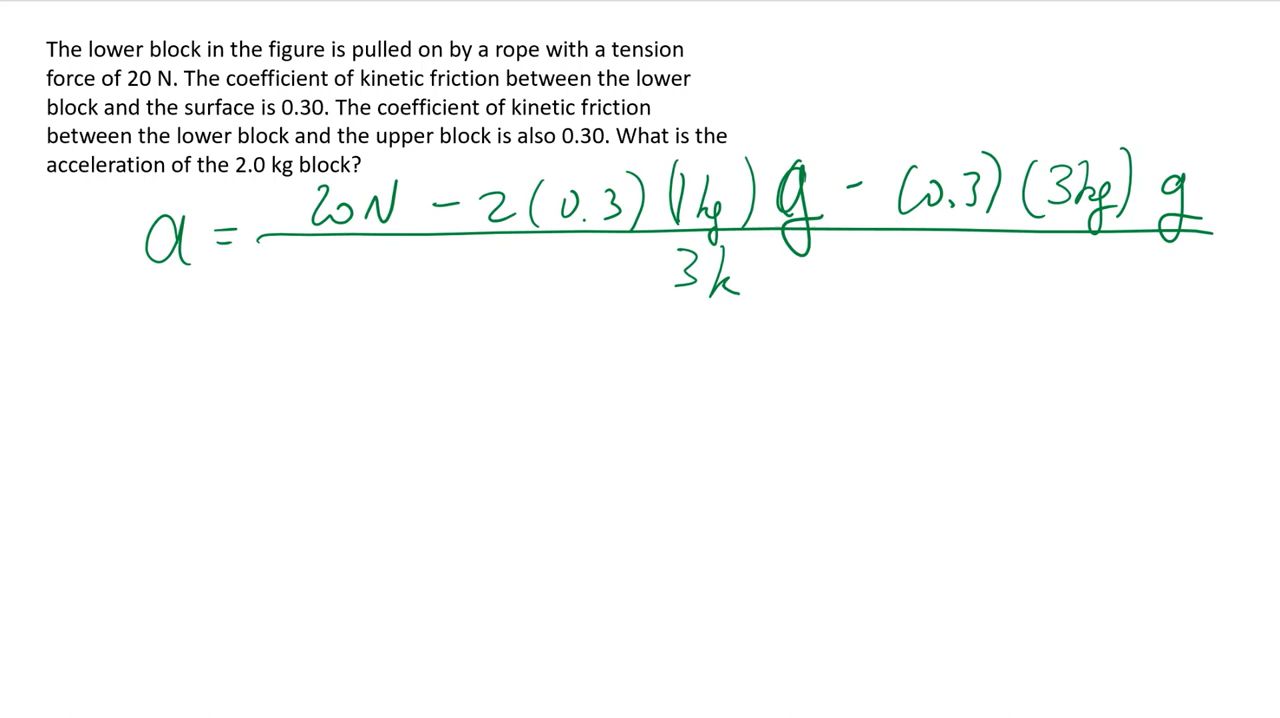 The lower block in the figure is pulled on by a rope with a tension
force of 20 N. The coefficient of kinetic friction between the lower
block and the surface is 0.30. The coefficient of kinetic friction
between the lower block and the upper block is also 0.30. What is the
acceleration of the 2.0 kg block?
a = 20N - 2(0.3)(1kg)g - (0.3)(3kg)g
3k